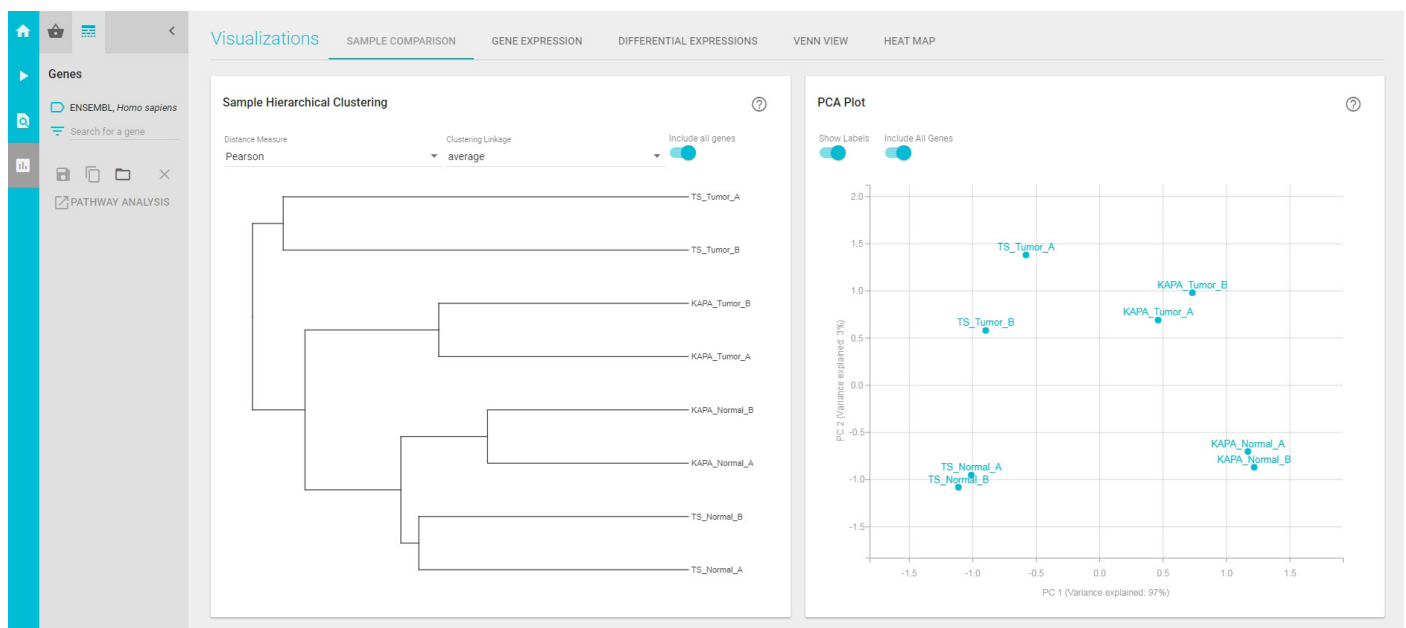 Visualizations SAMPLE COMPARISON GENE EXPRESSION DIFFERENTIAL EXPRESSIONS VENN VIEW HEAT MAP
Genes
ENSEMBL, Homo sapiens
Search for a gene
PATHWAY ANALYSIS
Sample Hierarchical Clustering
Distance Measure Clustering Linkage Include all genes
Pearson average
TS_Tumor_A
TS_Tumor_B
KAPA_Tumor_B
KAPA_Tumor_A
KAPA_Normal_B
KAPA_Normal_A
TS_Normal_B
TS_Normal_A
PCA Plot
Show Labels Include All Genes
2.0
1.5
1.0
0.5
0.0
-0.5
-1.0
-1.5
PC 2 (Variance explained: 3%)
TS_Tumor_A
KAPA_Tumor_B
KAPA_Tumor_A
TS_Tumor_B
KAPA_Normal_A
KAPA_Normal_B
TS_Normal_A
TS_Normal_B
-1.5 -1.0 -0.5 0.0 0.5 1.0 1.5
PC 1 (Variance explained: 97%)